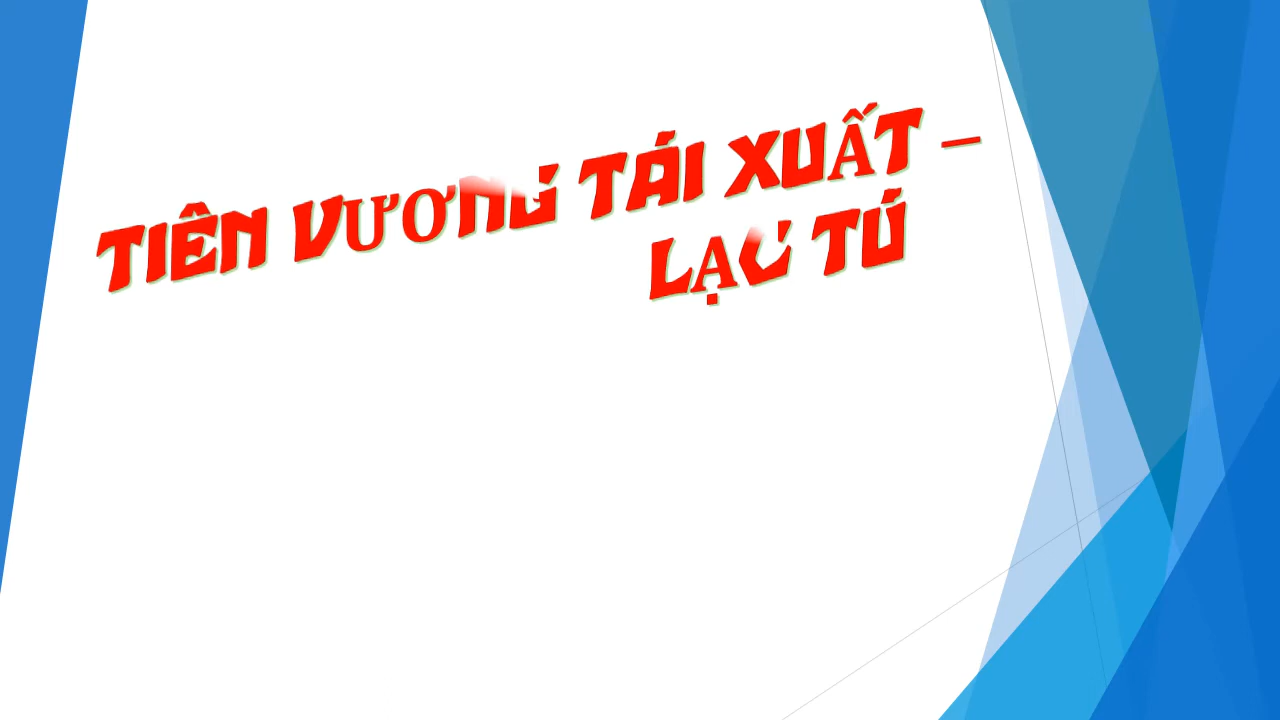 TIÊN VƯƠNG TÁI XUẤT –
LẠC TÚ